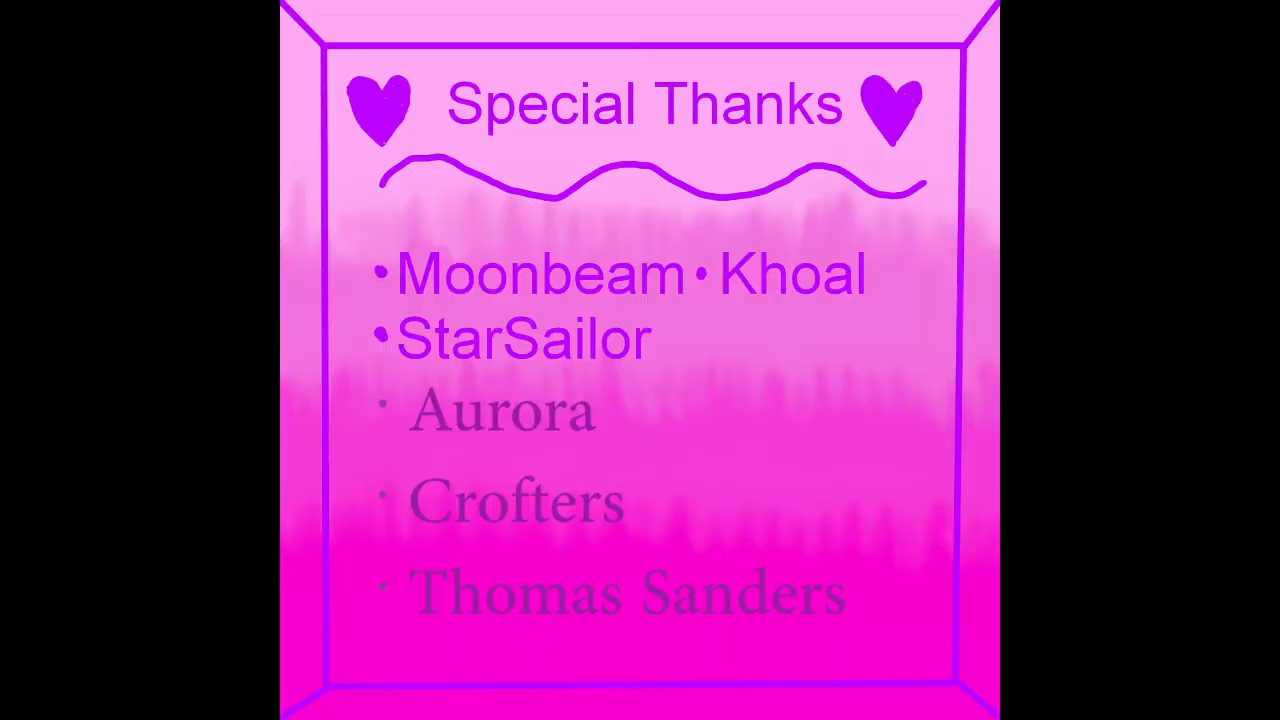 Special Thanks
•Moonbeam•Khoal
•StarSailor
· Aurora
· Crofters
· Thomas Sanders